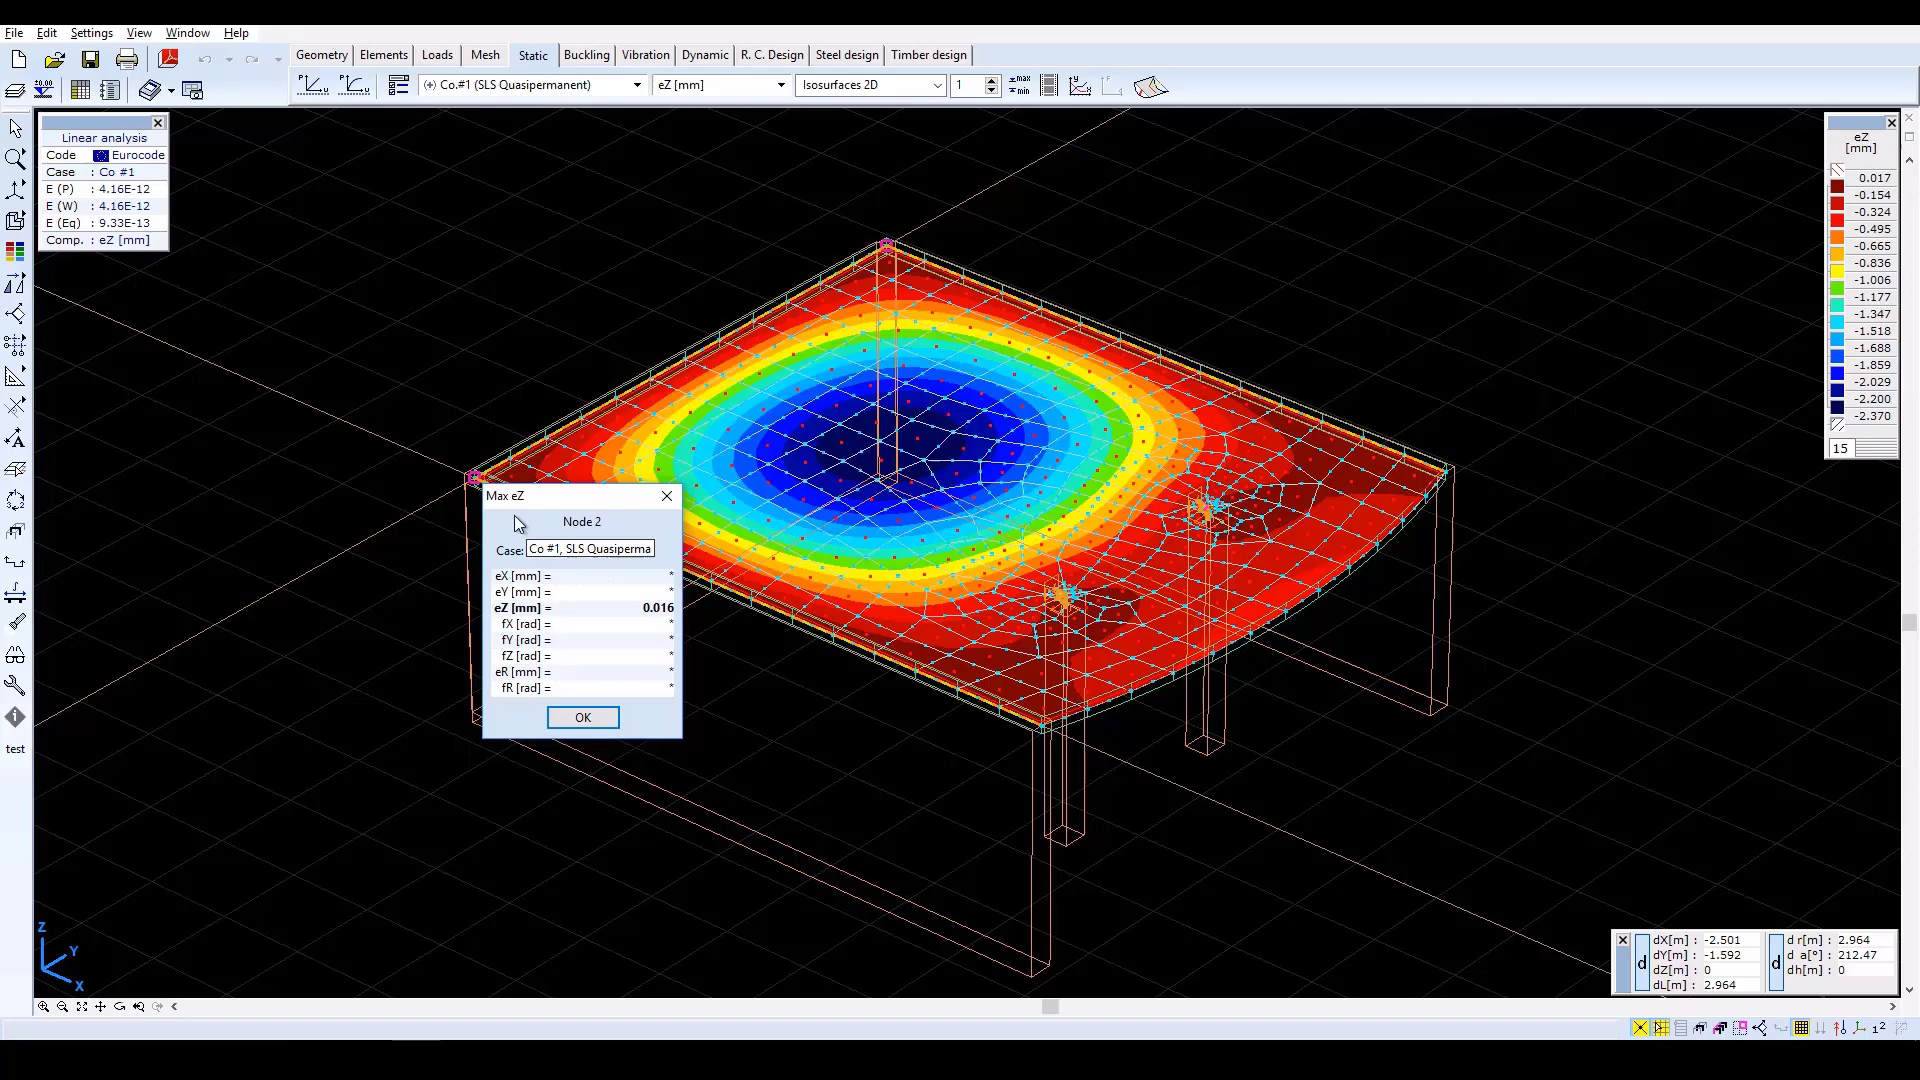 File Edit Settings View Window Help
Geometry Elements Loads Mesh Static Buckling Vibration Dynamic R. C. Design Steel design Timber design
(+) Co.#1 (SLS Quasipermanent) eZ [mm] Isosurfaces 2D 1 max min
Linear analysis
Code Eurocode
Case : Co #1
E (P) : 4.16E-12
E (W) : 4.16E-12
E (Eq) : 9.33E-13
Comp. : eZ [mm]
eZ
[mm]
0.017
-0.154
-0.324
-0.495
-0.665
-0.836
-1.006
-1.177
-1.347
-1.518
-1.688
-1.859
-2.029
-2.200
-2.370
15
Max eZ
Node 2
Case: Co #1, SLS Quasiperma
eX [mm] = *
eY [mm] = *
eZ [mm] = 0.016
fX [rad] = *
fY [rad] = *
fZ [rad] = *
eR [mm] = *
fR [rad] = *
OK
test
Z
Y
X
d
dX[m] : -2.501
dY[m] : -1.592
dZ[m] : 0
dL[m] : 2.964
d
d r[m] : 2.964
d a[°] : 212.47
dh[m] : 0